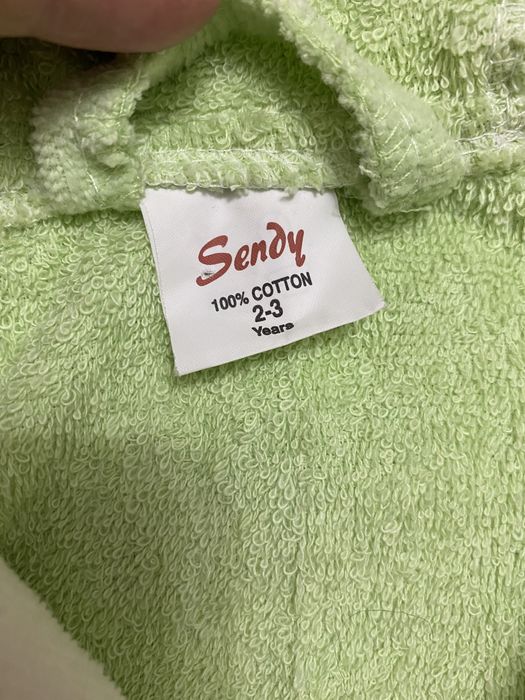 Sendy
100% COTTON
2-3
Years